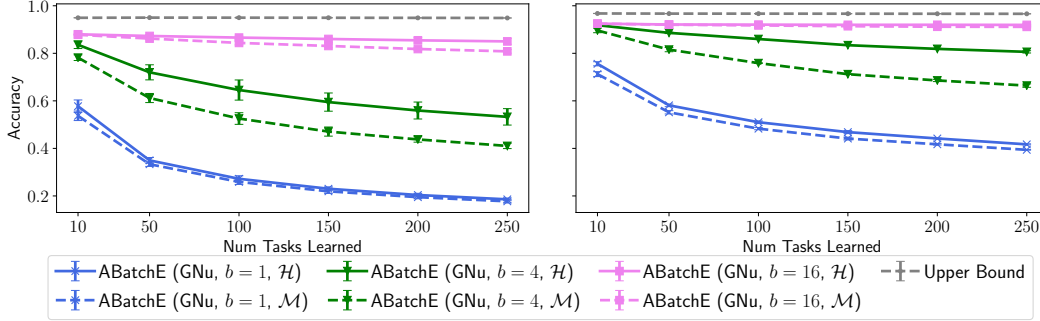 1.0
0.8
0.6
0.4
0.2
Accuracy
10 50 100 150 200 250
Num Tasks Learned
10 50 100 150 200 250
Num Tasks Learned
ABatchE (GNu, b = 1, ℋ) ABatchE (GNu, b = 4, ℋ) ABatchE (GNu, b = 16, ℋ) Upper Bound
ABatchE (GNu, b = 1, ℳ) ABatchE (GNu, b = 4, ℳ) ABatchE (GNu, b = 16, ℳ)